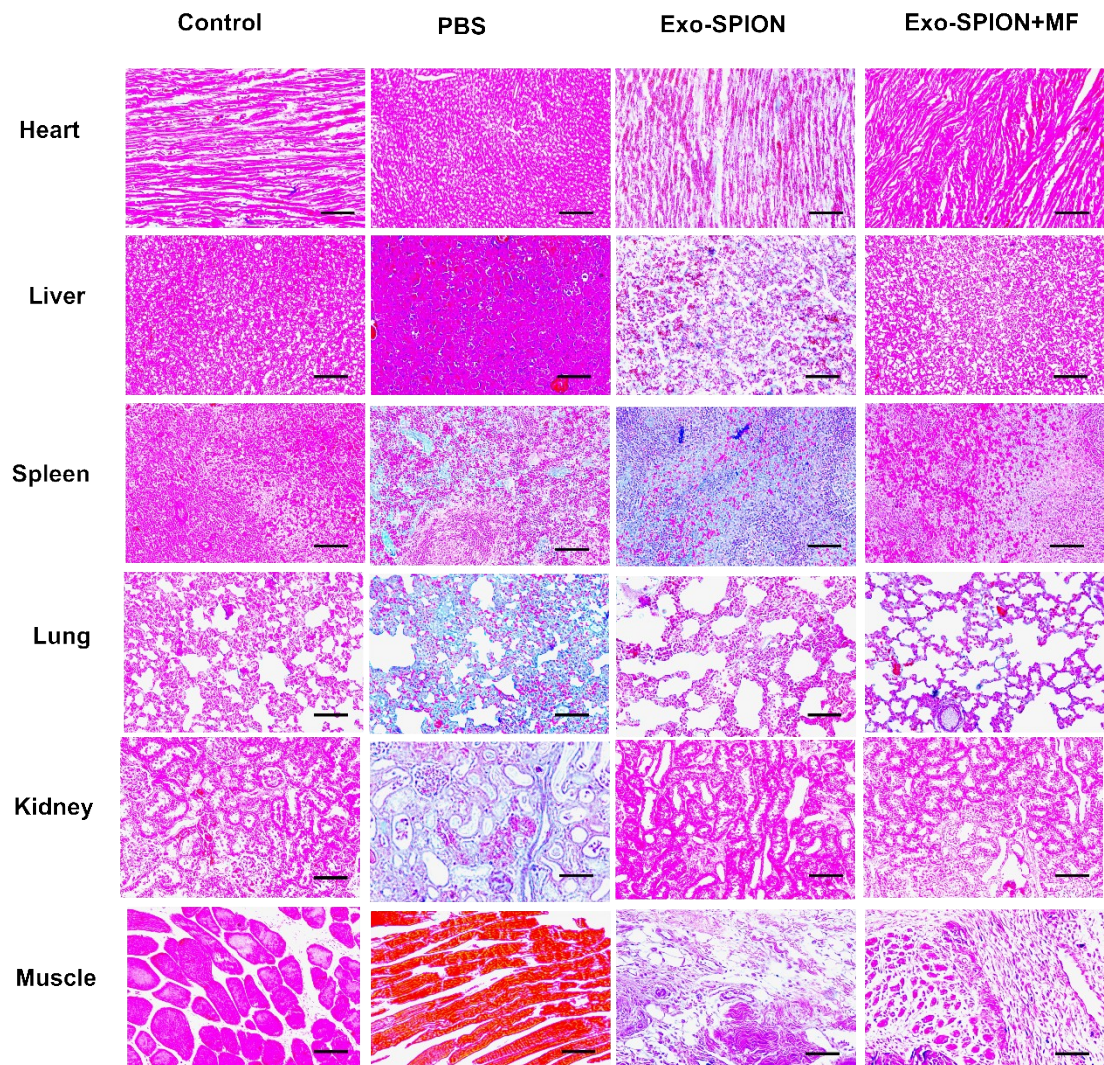 Control PBS Exo-SPION Exo-SPION+MF
Heart
Liver
Spleen
Lung
Kidney
Muscle